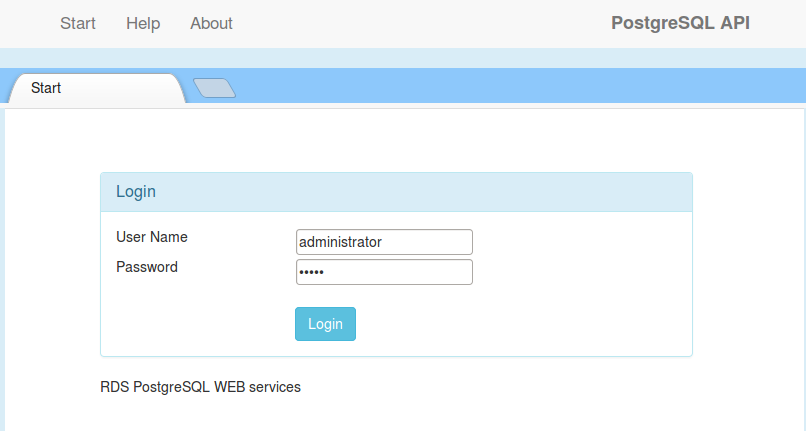 Start Help About PostgreSQL API
Start
Login
User Name administrator
Password •••••
Login
RDS PostgreSQL WEB services